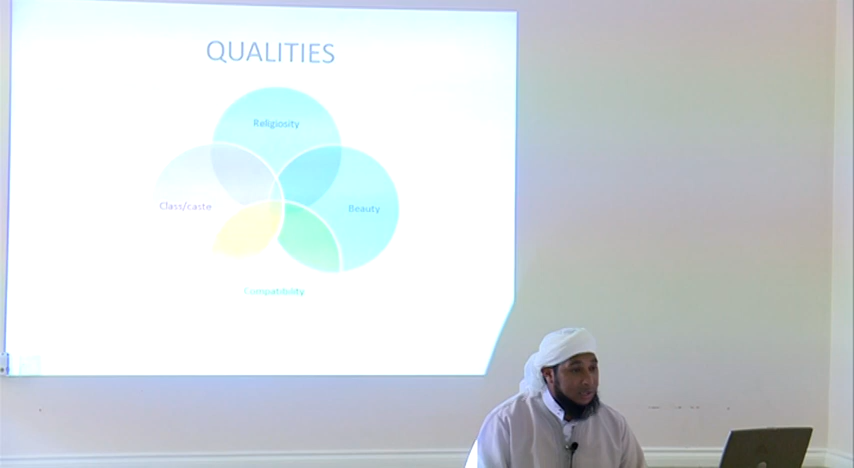 QUALITIES
Religiosity
Class/caste
Beauty
Compatibility